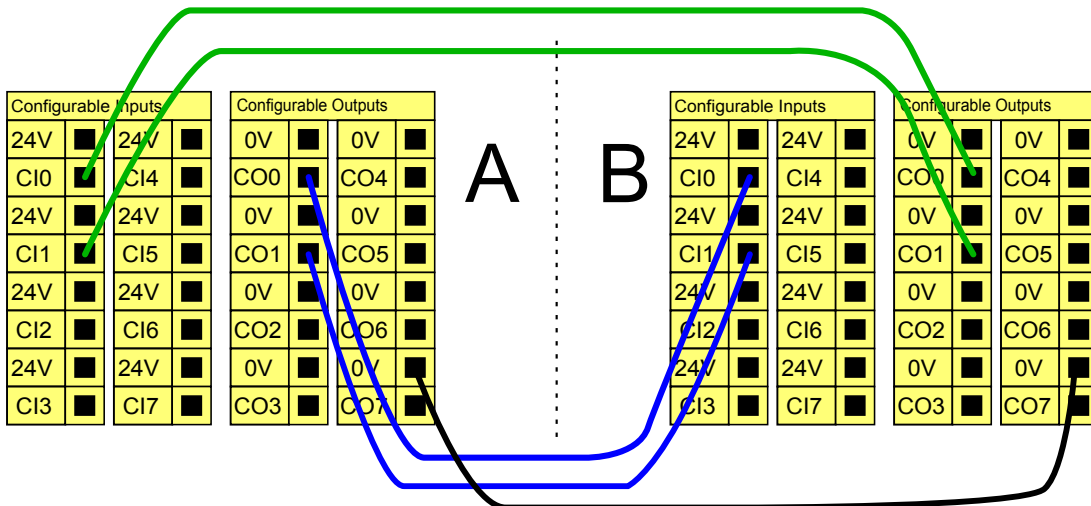 Configurable Inputs
24V 24V
CI0 CI4
24V 24V
CI1 CI5
24V 24V
CI2 CI6
24V 24V
CI3 CI7
Configurable Outputs
0V 0V
CO0 CO4
0V 0V
CO1 CO5
0V 0V
CO2 CO6
0V 0V
CO3 CO7
A
B
Configurable Inputs
24V 24V
CI0 CI4
24V 24V
CI1 CI5
24V 24V
CI2 CI6
24V 24V
CI3 CI7
Configurable Outputs
0V 0V
CO0 CO4
0V 0V
CO1 CO5
0V 0V
CO2 CO6
0V 0V
CO3 CO7